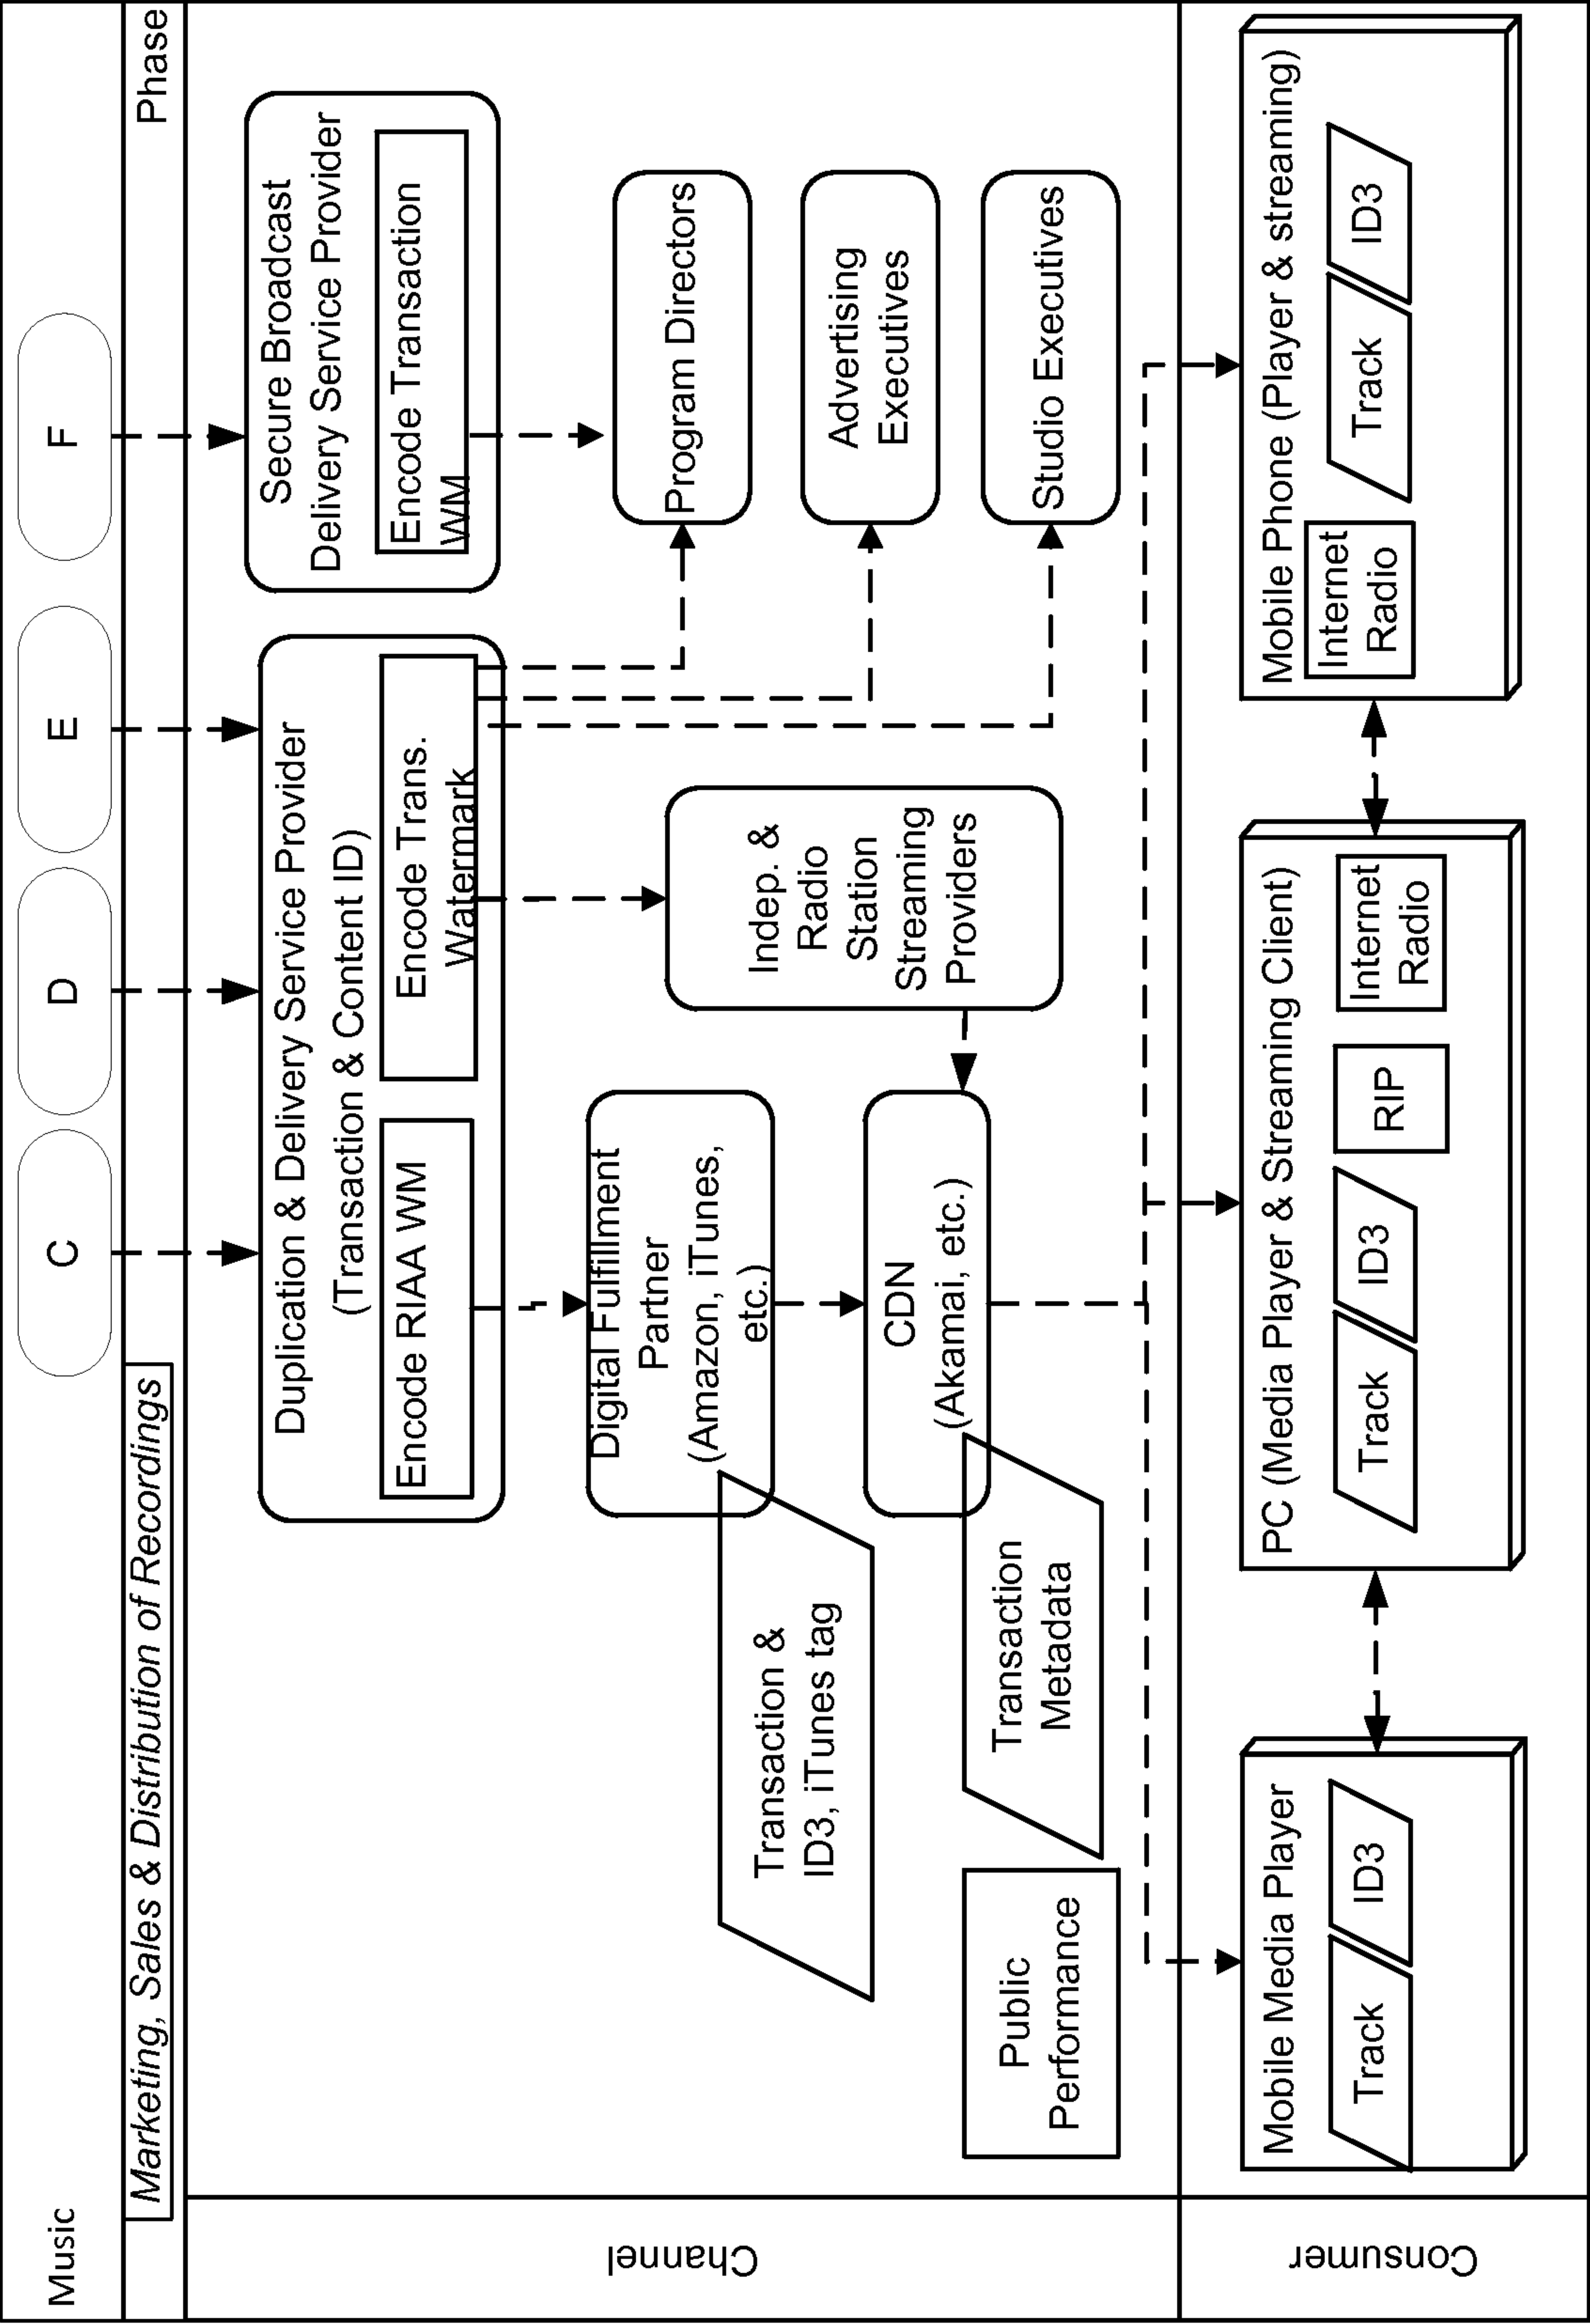 Music
C
D
E
F
Marketing, Sales & Distribution of Recordings
Phase
Channel
Duplication & Delivery Service Provider
(Transaction & Content ID)
Encode RIAA WM
Encode Trans.
Watermark
Secure Broadcast
Delivery Service Provider
Encode Transaction
WM
Digital Fulfillment
Partner
(Amazon, iTunes,
etc.)
Transaction &
ID3, iTunes tag
Indep. &
Radio
Station
Streaming
Providers
Program Directors
Advertising
Executives
Studio Executives
CDN
(Akamai, etc.)
Transaction
Metadata
Public
Performance
Consumer
Mobile Media Player
Track
ID3
PC (Media Player & Streaming Client)
Track
ID3
RIP
Internet
Radio
Mobile Phone (Player & streaming)
Internet
Radio
Track
ID3